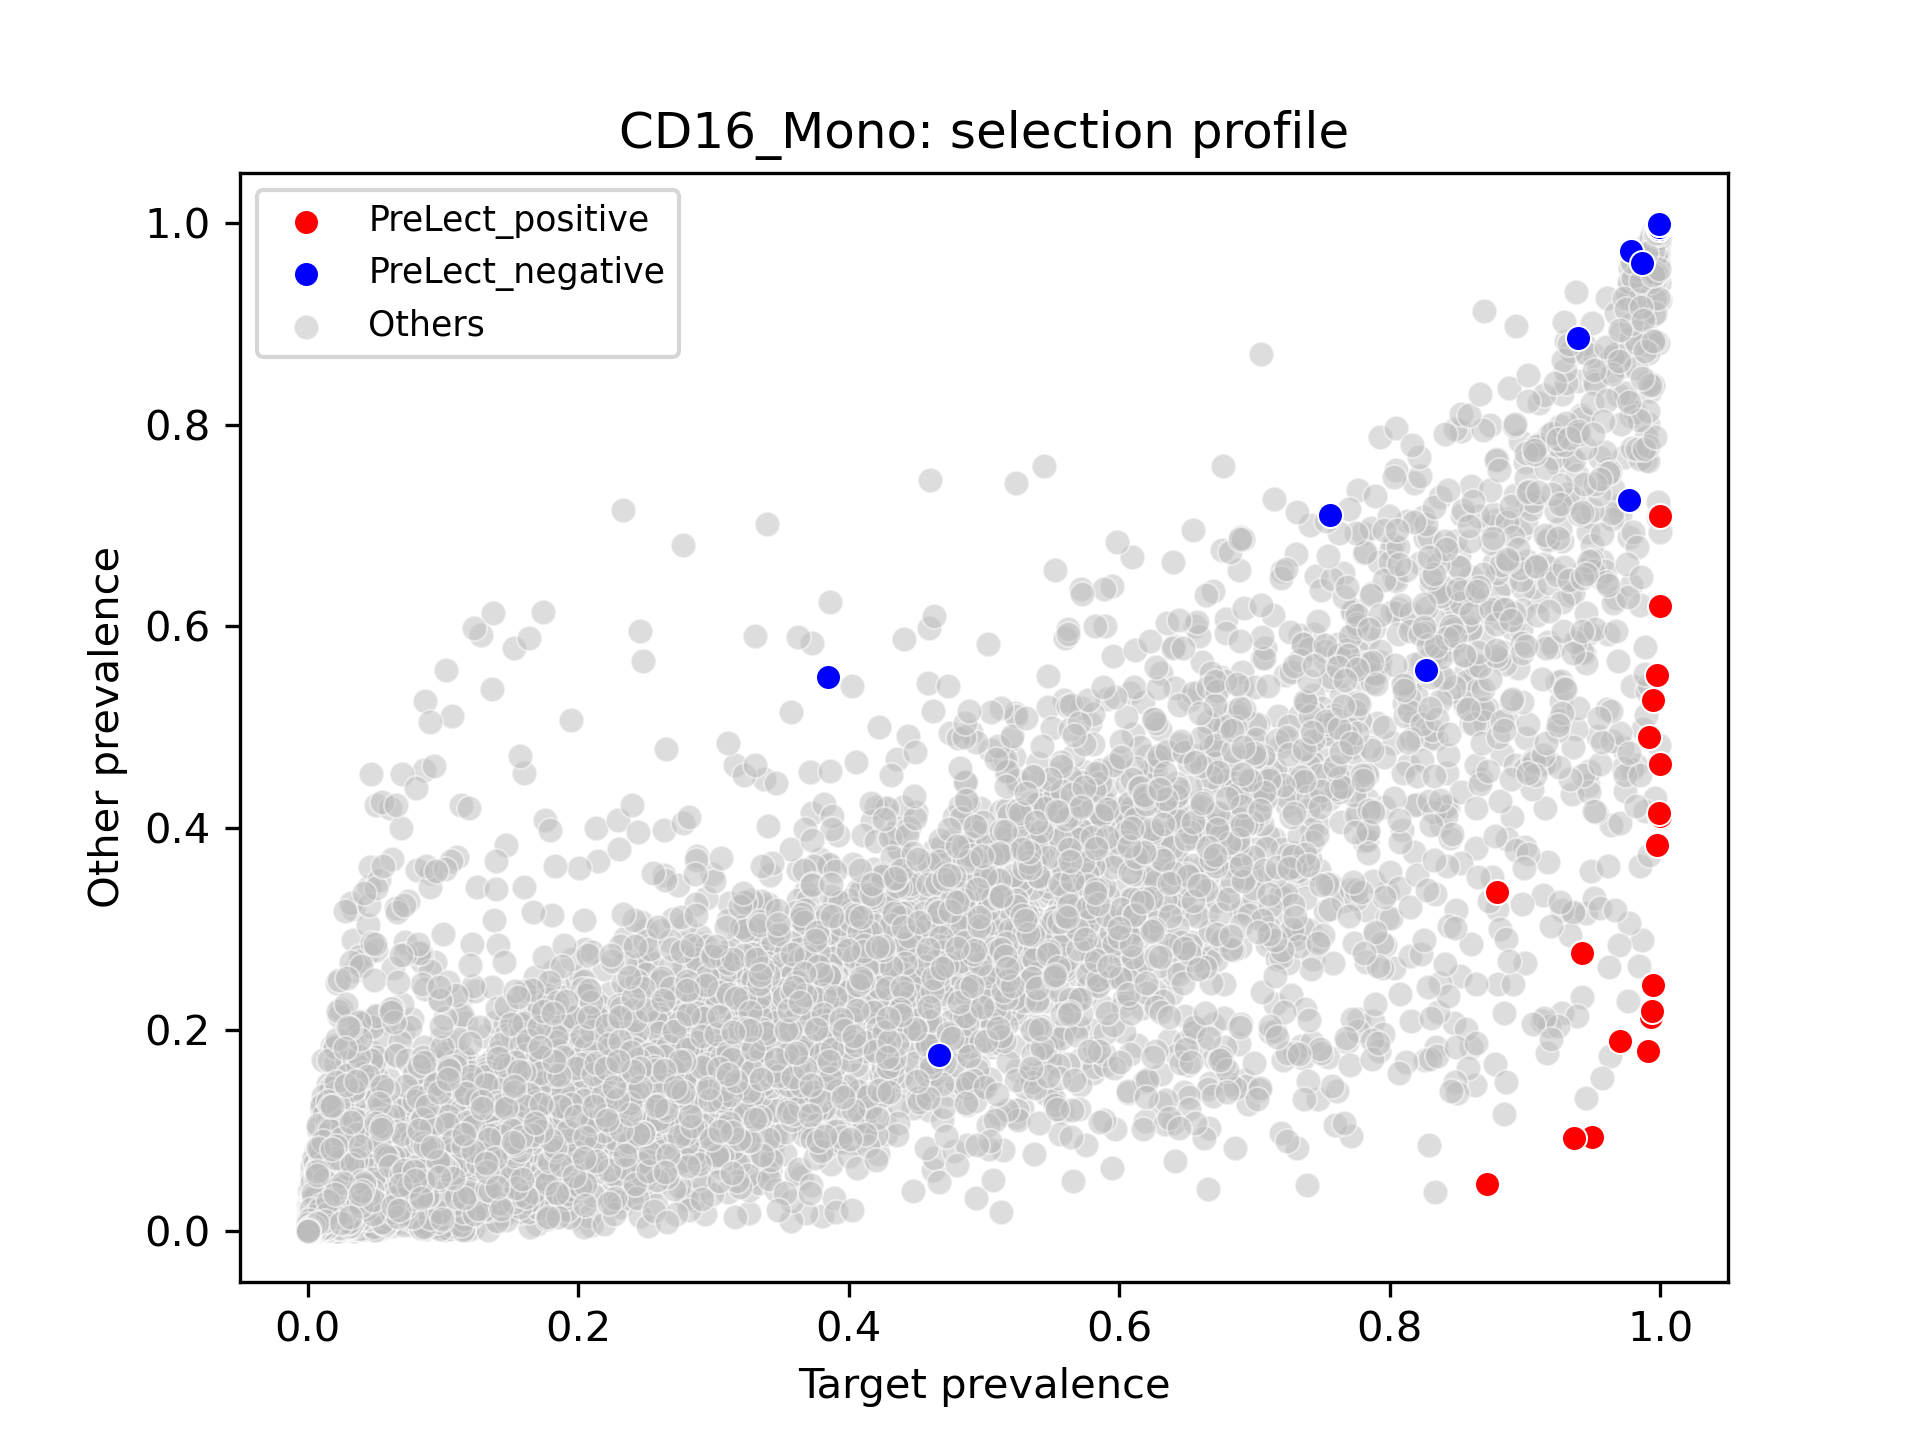 CD16_Mono: selection profile
PreLect_positive
PreLect_negative
Others
1.0
0.8
0.6
0.4
0.2
0.0
Other prevalence
0.0 0.2 0.4 0.6 0.8 1.0
Target prevalence